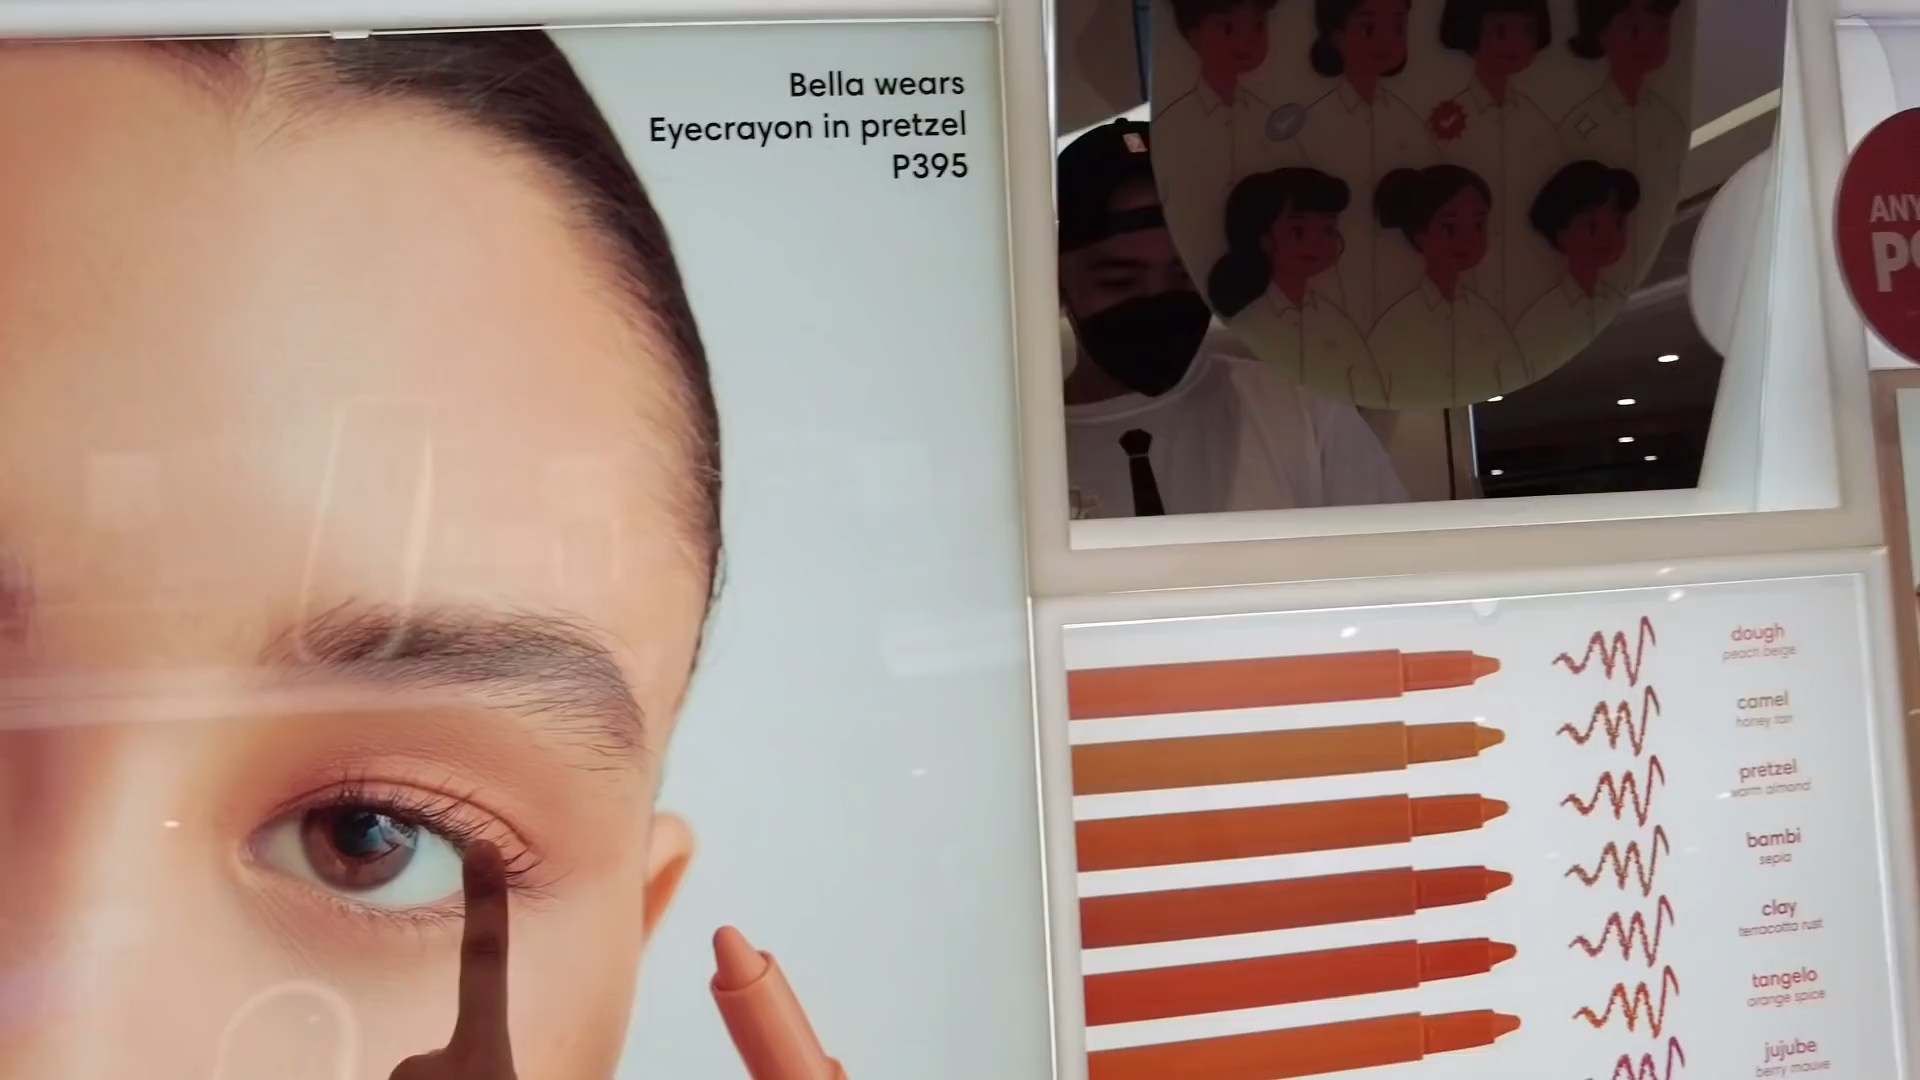 Bella wears
Eyecrayon in pretzel
P395
ANY
dough
peach beige
camel
honey tan
pretzel
warm almond
bambi
sepia
clay
terracotta rust
tangelo
orange spice
jujube
berry mauve